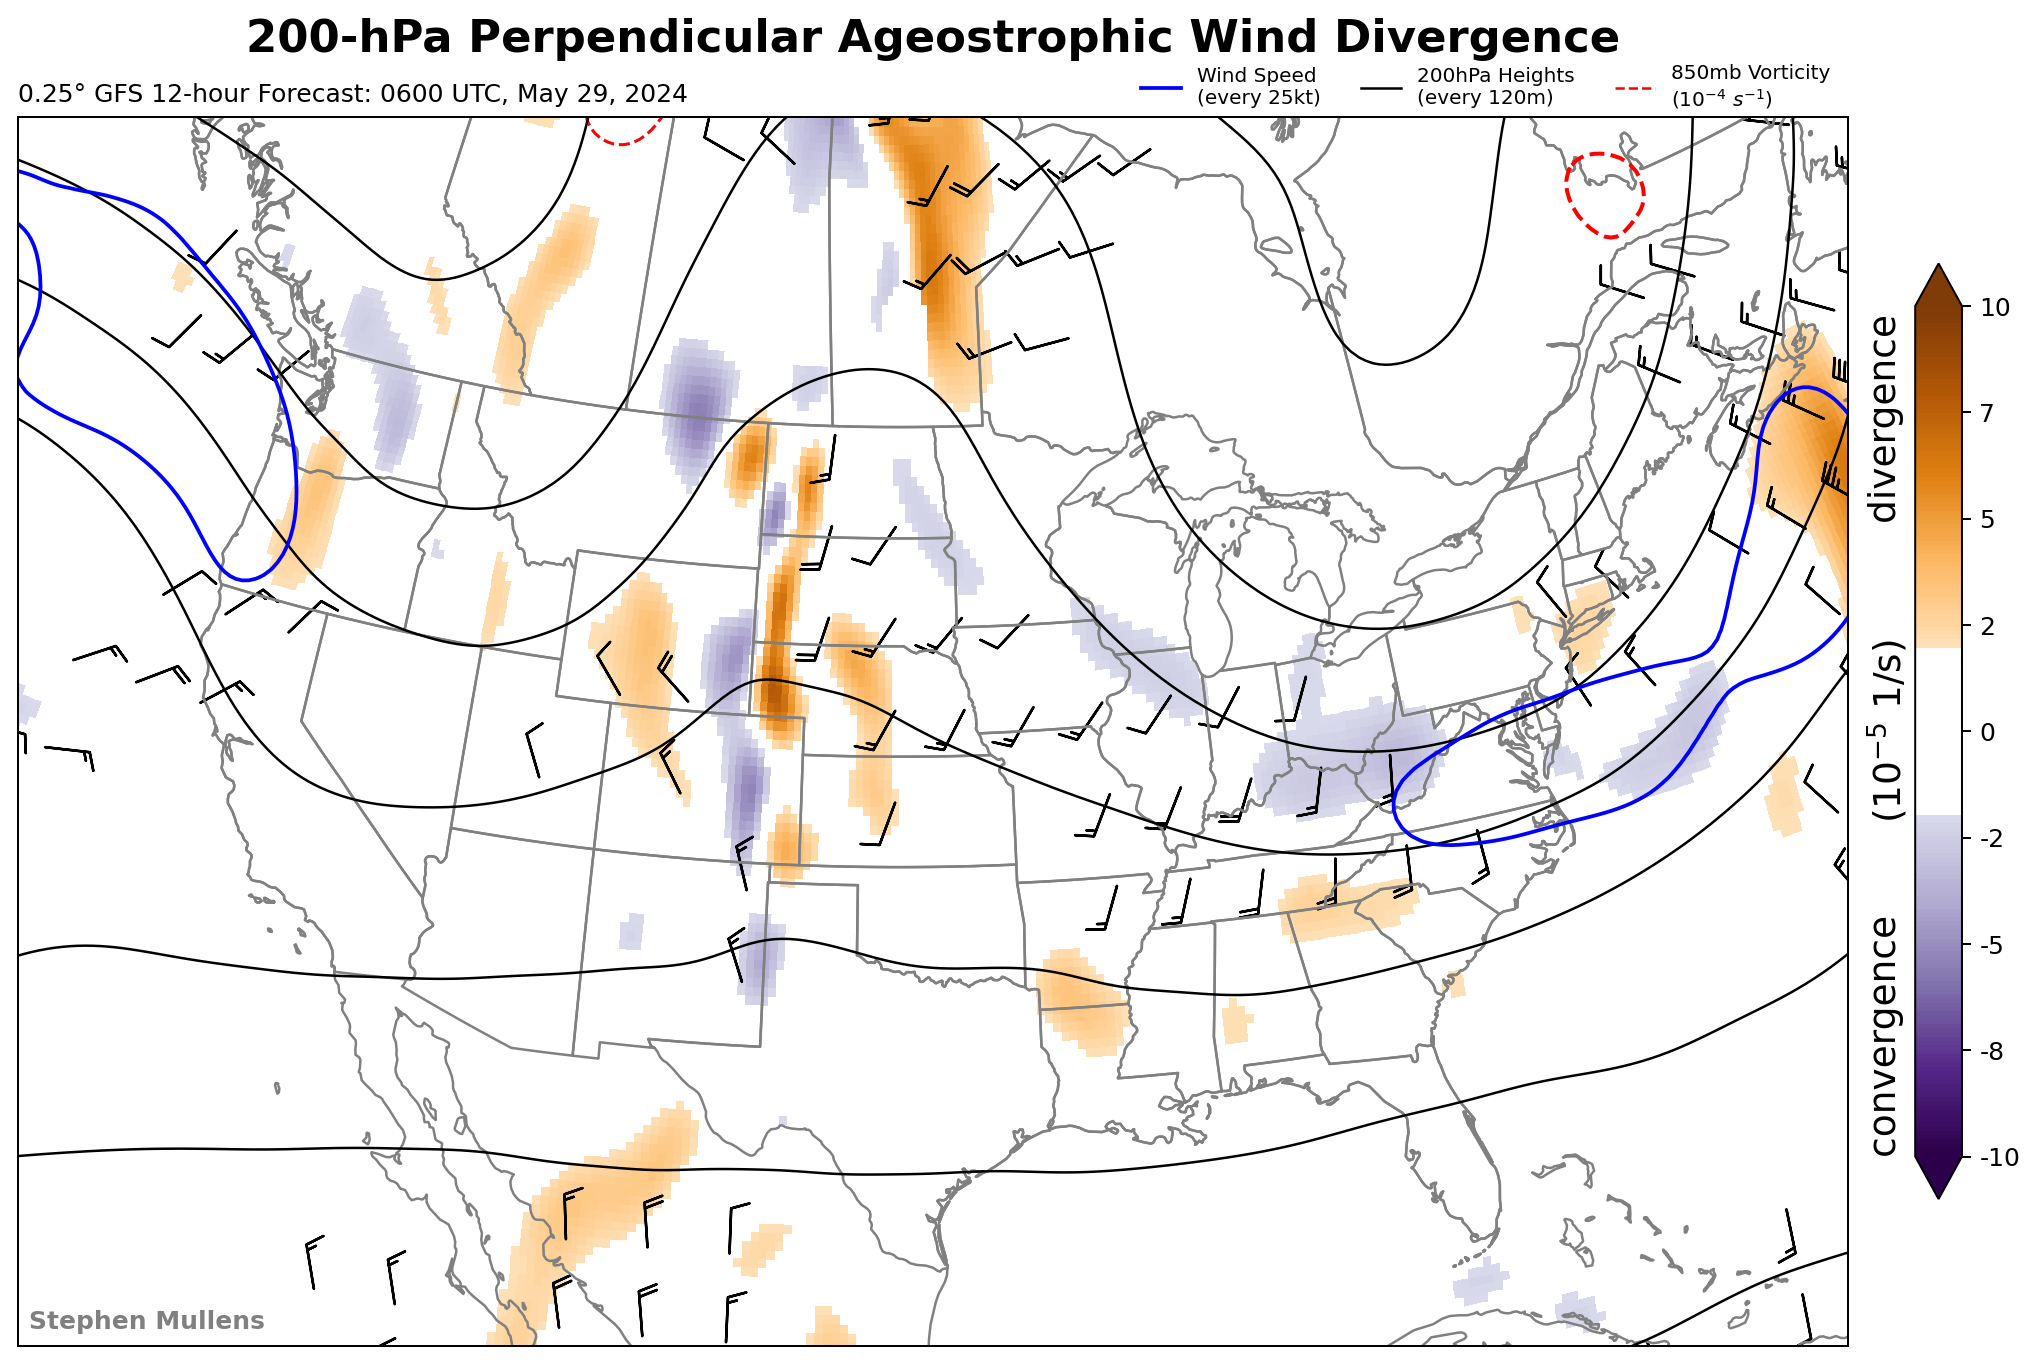 200-hPa Perpendicular Ageostrophic Wind Divergence
0.25° GFS 12-hour Forecast: 0600 UTC, May 29, 2024
Wind Speed
(every 25kt)
200hPa Heights
(every 120m)
850mb Vorticity
(10⁻⁴ s⁻¹)
10
7
5
2
0
-2
-5
-8
-10
convergence (10⁻⁵ 1/s) divergence
Stephen Mullens